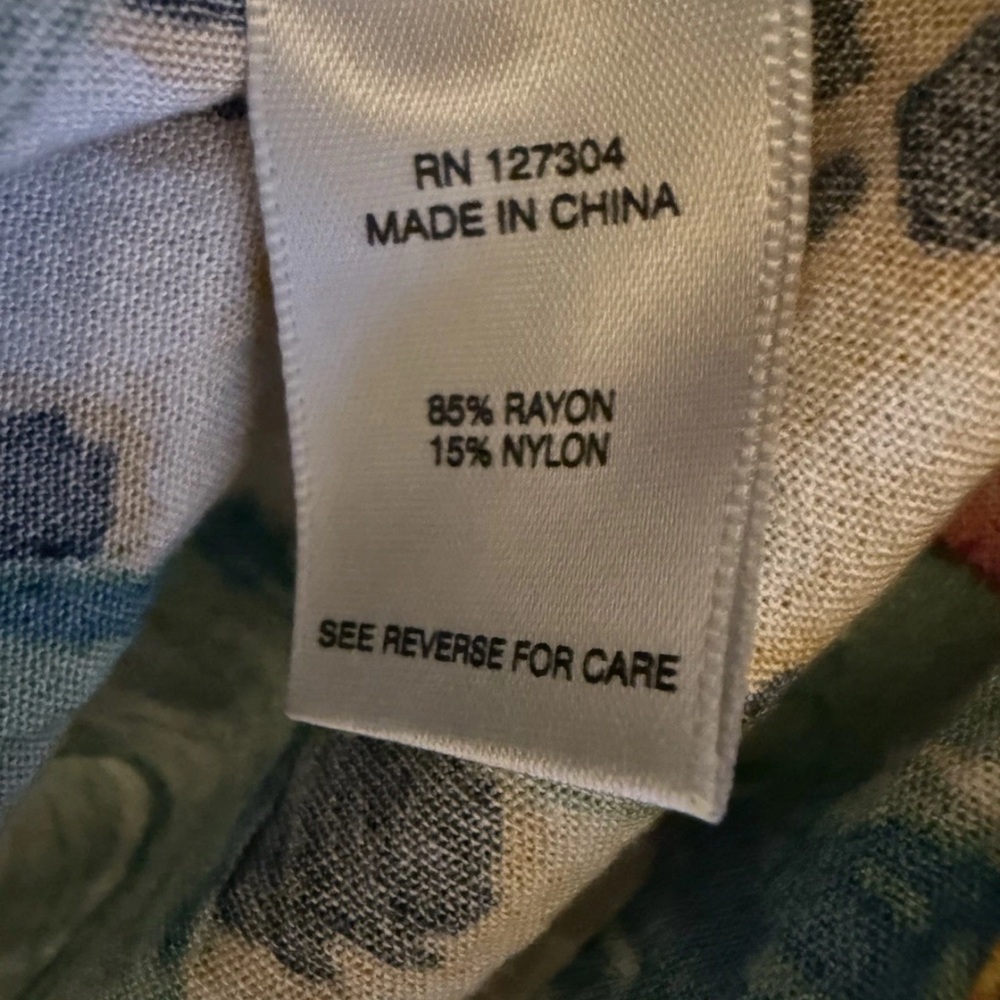 RN 127304
MADE IN CHINA
85% RAYON
15% NYLON
SEE REVERSE FOR CARE